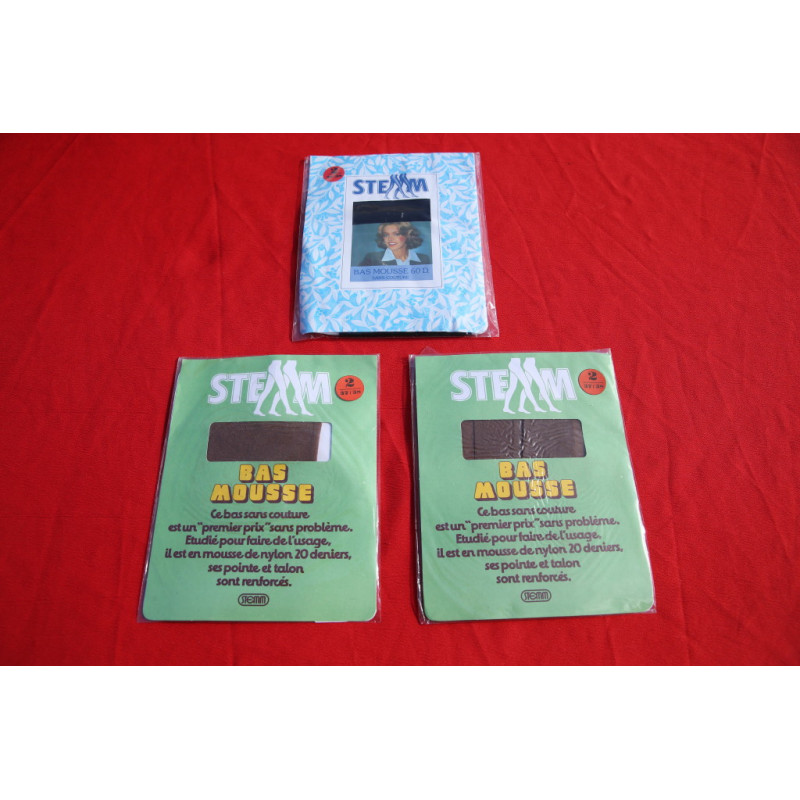 2
STEMM
BAS MOUSSE 60 D.
STEMM
2
BAS
MOUSSE
Ce bas sans couture
est un "premier prix" sans problème.
Etudié pour faire de l'usage,
il est en mousse de nylon 20 deniers,
ses pointe et talon
sont renforcés.
STEMM
STEMM
2
BAS
MOUSSE
Ce bas sans couture
est un "premier prix" sans problème.
Etudié pour faire de l'usage,
il est en mousse de nylon 20 deniers,
ses pointe et talon
sont renforcés.
STEMM